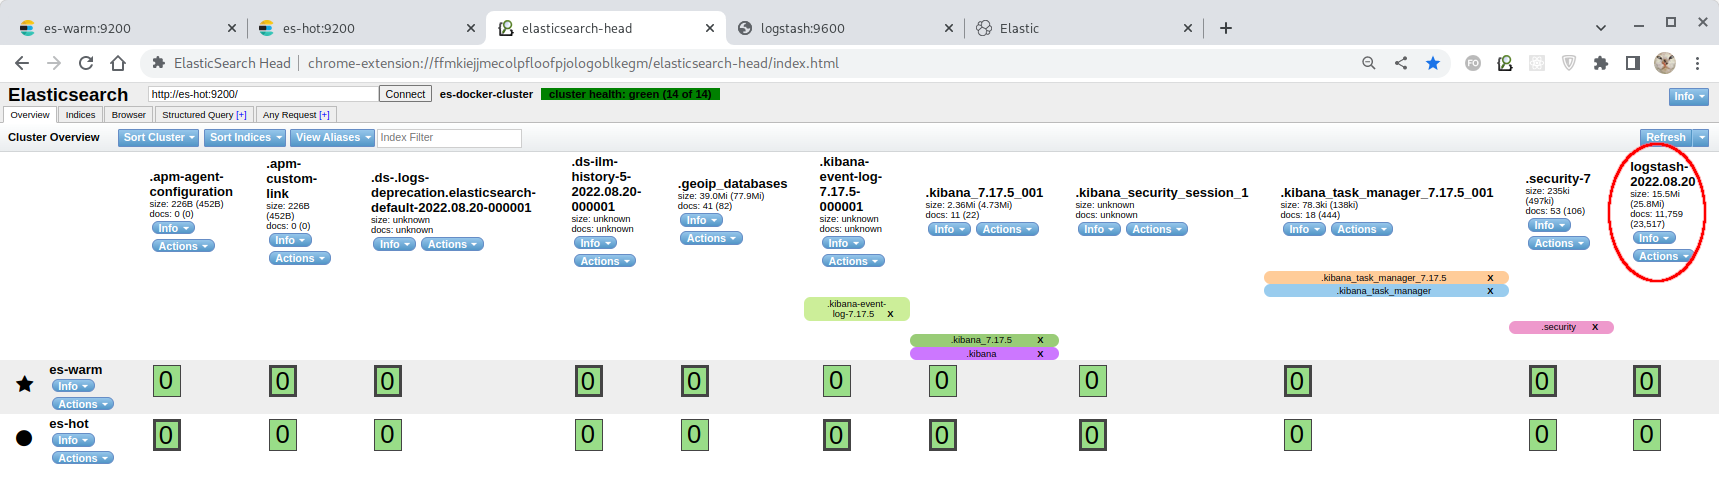 es-warm:9200
es-hot:9200
elasticsearch-head
logstash:9600
Elastic
ElasticSearch Head | chrome-extension://ffmkiejjmecolpfloofpjologoblkegm/elasticsearch-head/index.html
FO
Elasticsearch
http://es-hot:9200/
Connect
es-docker-cluster
cluster health: green (14 of 14)
Info
Overview
Indices
Browser
Structured Query [+]
Any Request [+]
Cluster Overview
Sort Cluster
Sort Indices
View Aliases
Index Filter
Refresh
.apm-agent-
configuration
size: 226B (452B)
docs: 0 (0)
Info
Actions
.apm-
custom-
link
size: 226B
(452B)
docs: 0 (0)
Info
Actions
.ds-.logs-
deprecation.elasticsearch-
default-2022.08.20-000001
size: unknown
docs: unknown
Info
Actions
.ds-ilm-
history-5-
2022.08.20-
000001
size: unknown
docs: unknown
Info
Actions
.geoip_databases
size: 39.0Mi (77.9Mi)
docs: 41 (82)
Info
Actions
.kibana-
event-log-
7.17.5-
000001
size: unknown
docs: unknown
Info
Actions
.kibana_7.17.5_001
size: 2.36Mi (4.73Mi)
docs: 11 (22)
Info
Actions
.kibana_security_session_1
size: unknown
docs: unknown
Info
Actions
.kibana_task_manager_7.17.5_001
size: 78.3ki (138ki)
docs: 18 (444)
Info
Actions
.security-7
size: 235ki
(497ki)
docs: 53 (106)
Info
Actions
logstash-
2022.08.20
size: 15.5Mi
(25.8Mi)
docs: 11,759
(23,517)
Info
Actions
.kibana_task_manager_7.17.5 X
.kibana_task_manager X
.kibana-event-
log-7.17.5 X
.security X
.kibana_7.17.5 X
.kibana X
es-warm
Info
Actions
0 0 0 0 0 0 0 0 0 0 0
es-hot
Info
Actions
0 0 0 0 0 0 0 0 0 0 0